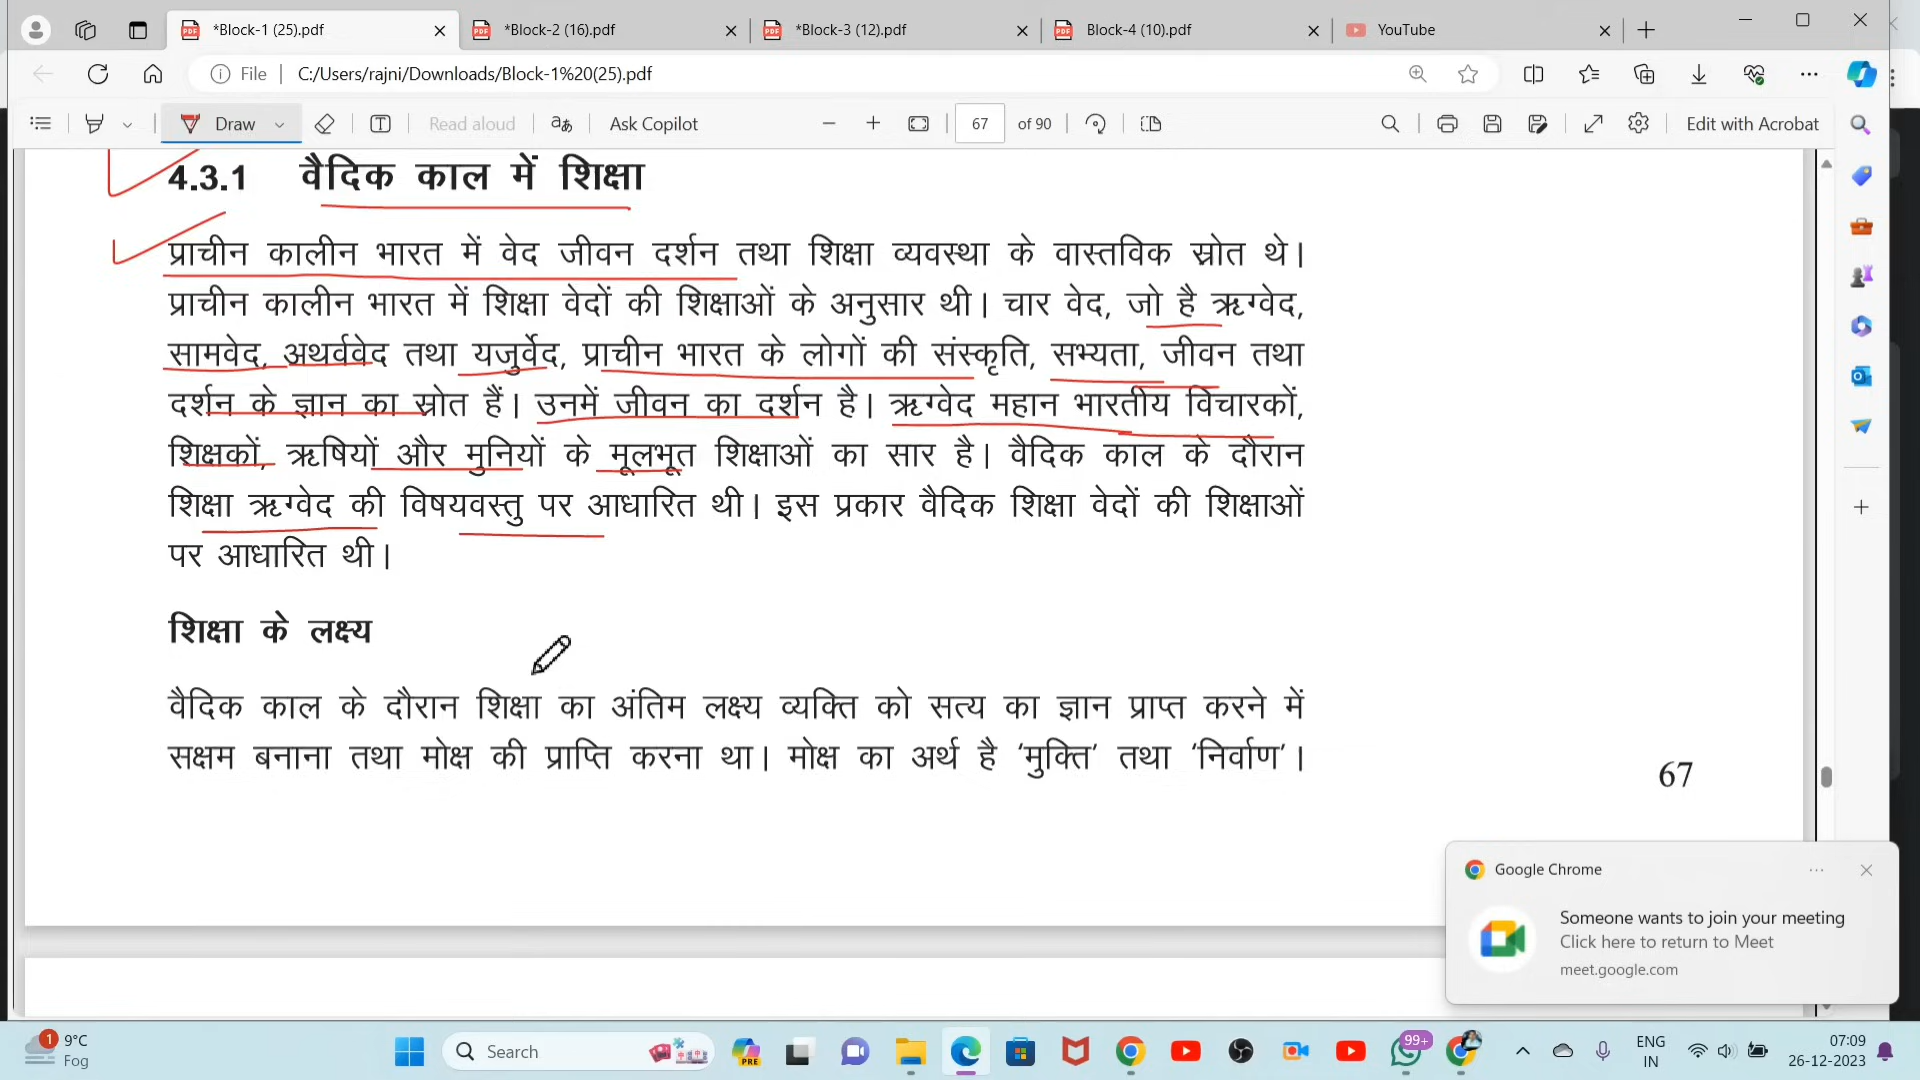 *Block-1 (25).pdf
*Block-2 (16).pdf
*Block-3 (12).pdf
Block-4 (10).pdf
YouTube
File
C:/Users/rajni/Downloads/Block-1%20(25).pdf
Draw
Read aloud
Ask Copilot
67
of 90
Edit with Acrobat
4.3.1 वैदिक काल में शिक्षा
प्राचीन कालीन भारत में वेद जीवन दर्शन तथा शिक्षा व्यवस्था के वास्तविक स्रोत थे।
प्राचीन कालीन भारत में शिक्षा वेदों की शिक्षाओं के अनुसार थी। चार वेद, जो है ऋग्वेद,
सामवेद, अथर्ववेद तथा यजुर्वेद, प्राचीन भारत के लोगों की संस्कृति, सभ्यता, जीवन तथा
दर्शन के ज्ञान का स्रोत हैं। उनमें जीवन का दर्शन है। ऋग्वेद महान भारतीय विचारकों,
शिक्षकों, ऋषियों और मुनियों के मूलभूत शिक्षाओं का सार है। वैदिक काल के दौरान
शिक्षा ऋग्वेद की विषयवस्तु पर आधारित थी। इस प्रकार वैदिक शिक्षा वेदों की शिक्षाओं
पर आधारित थी।
शिक्षा के लक्ष्य
वैदिक काल के दौरान शिक्षा का अंतिम लक्ष्य व्यक्ति को सत्य का ज्ञान प्राप्त करने में
सक्षम बनाना तथा मोक्ष की प्राप्ति करना था। मोक्ष का अर्थ है ‘मुक्ति’ तथा ‘निर्वाण’।
67
Google Chrome
Someone wants to join your meeting
Click here to return to Meet
meet.google.com
1
9°C
Fog
Search
PRE
99+
ENG
IN
07:09
26-12-2023